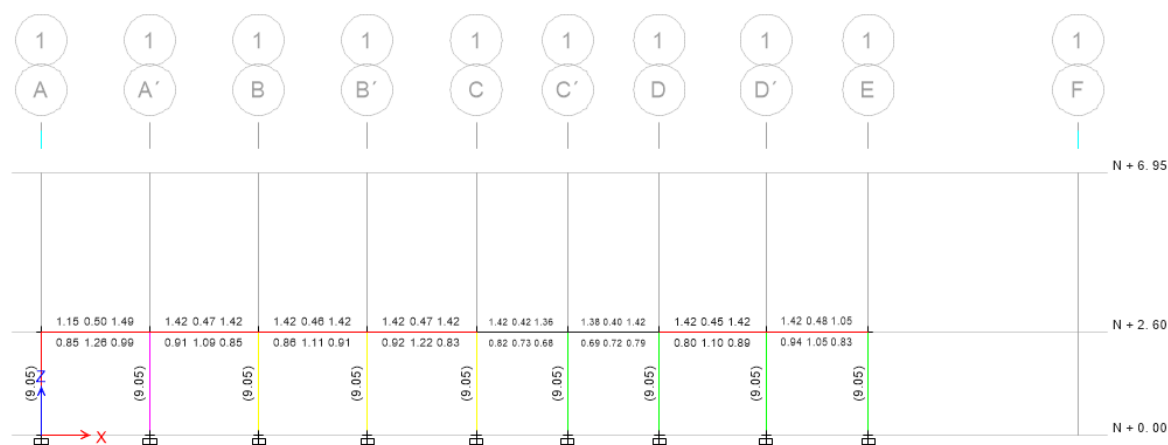 1 1 1 1 1 1 1 1 1 1
A A´ B B´ C C´ D D´ E F
N + 6.95
1.15 0.50 1.49 1.42 0.47 1.42 1.42 0.46 1.42 1.42 0.47 1.42 1.42 0.42 1.36 1.38 0.40 1.42 1.42 0.45 1.42 1.42 0.48 1.05
N + 2.60
0.85 1.26 0.99 0.91 1.09 0.85 0.86 1.11 0.91 0.92 1.22 0.83 0.82 0.73 0.68 0.69 0.72 0.79 0.80 1.10 0.89 0.94 1.05 0.83
(9.05) (9.05) (9.05) (9.05) (9.05) (9.05) (9.05) (9.05) (9.05)
Z
X
N + 0.00